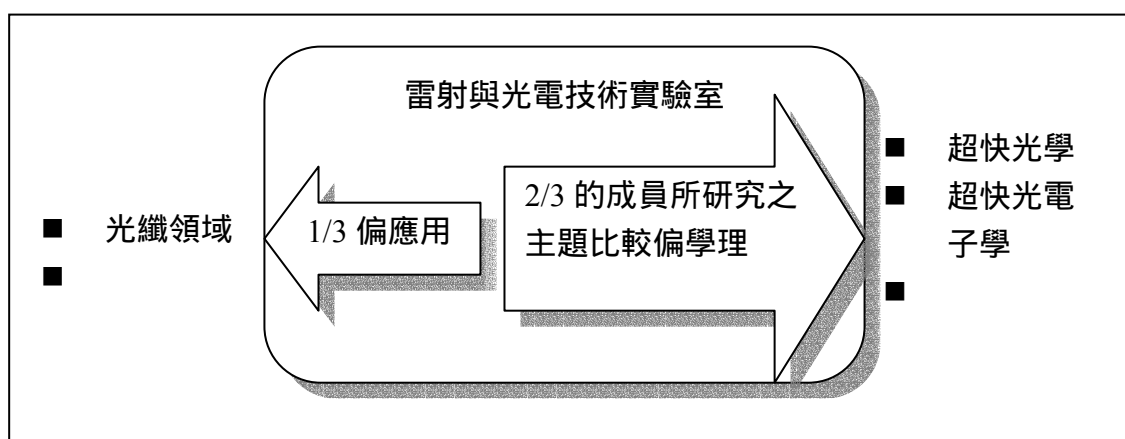 雷射與光電技術實驗室
■ 光纖領域
■
1/3 偏應用
2/3 的成員所研究之
主題比較偏學理
■ 超快光學
■ 超快光電
子學
■